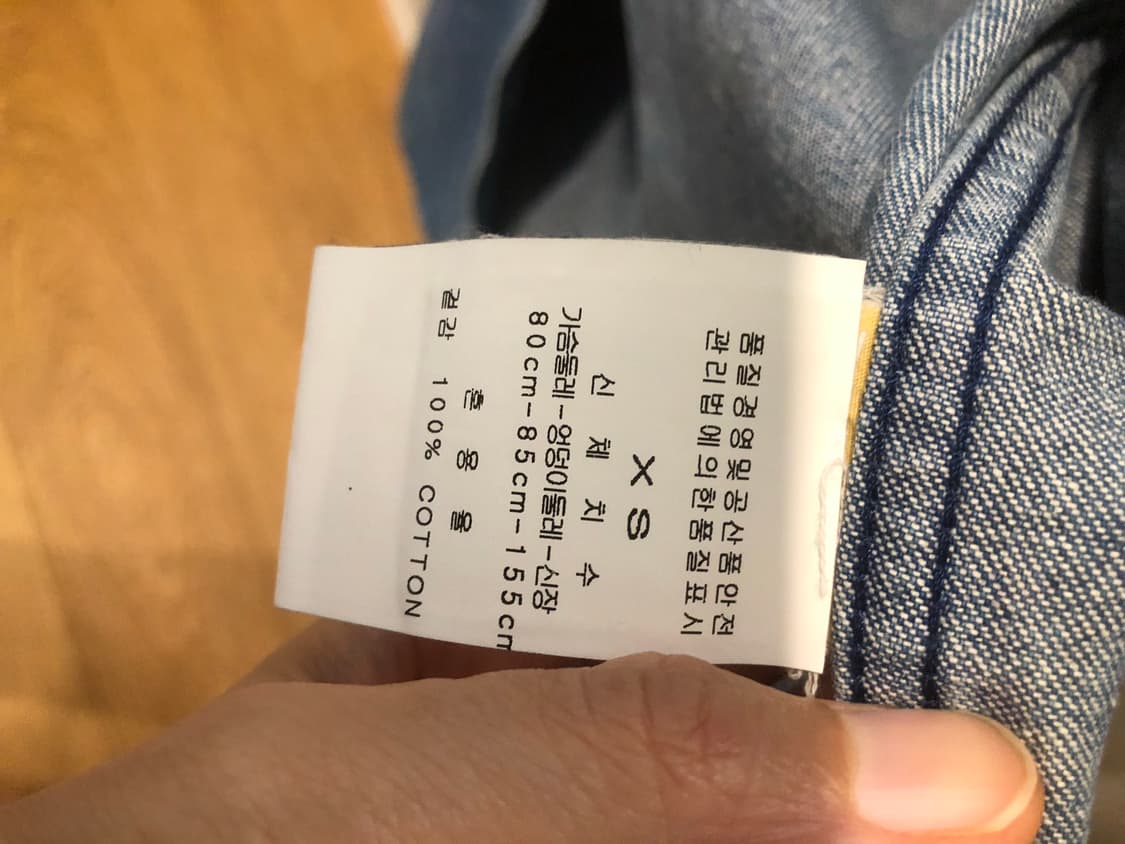 품질경영및공산품안전
관리법에의한품질표시
XS
신 체 치 수
가슴둘레-엉덩이둘레-신장
80cm-85cm-155cm
혼 용 율
겉감 100% COTTON